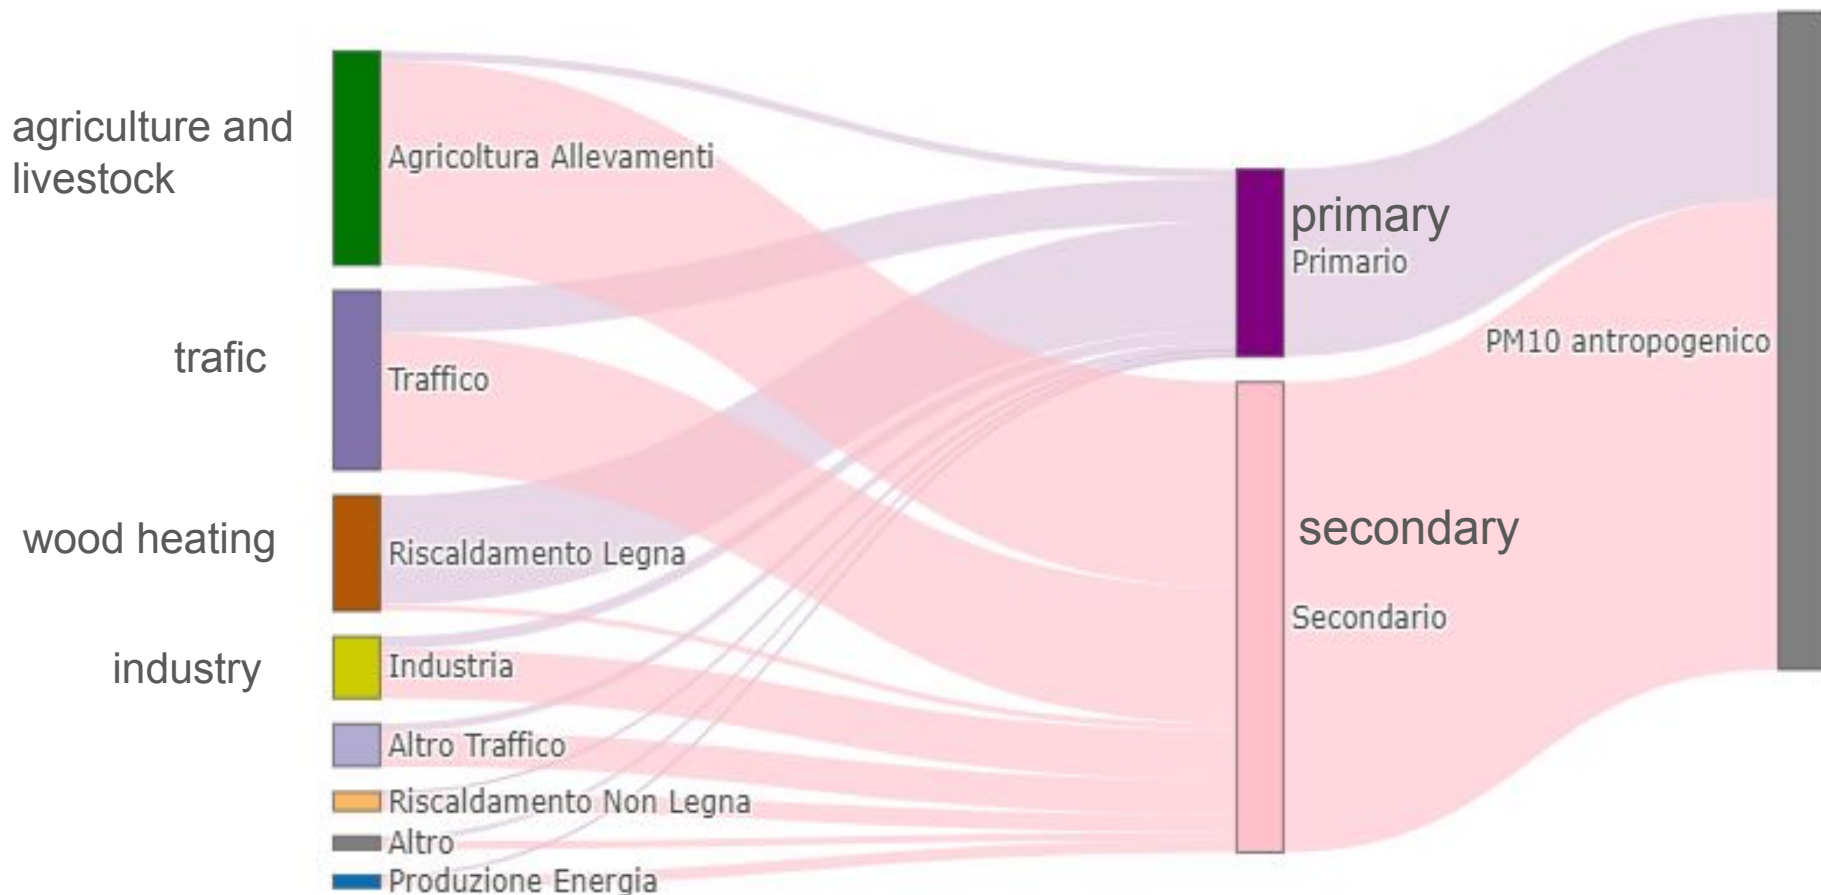 agriculture and
livestock
Agricoltura Allevamenti
trafic
Traffico
wood heating
Riscaldamento Legna
industry
Industria
Altro Traffico
Riscaldamento Non Legna
Altro
Produzione Energia
primary
Primario
secondary
Secondario
PM10 antropogenico